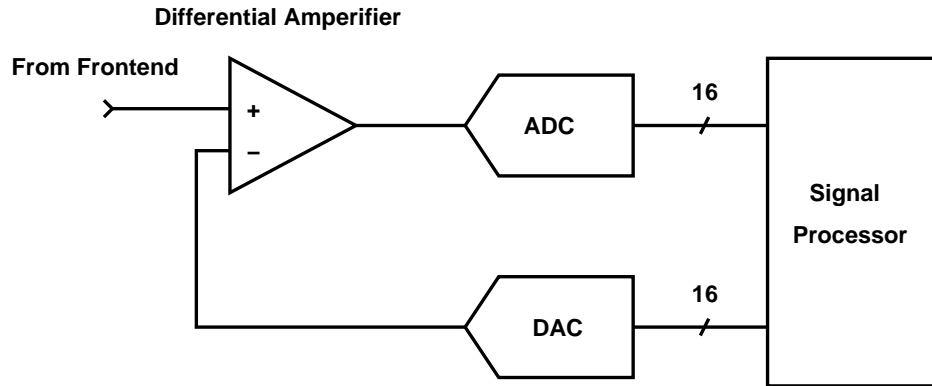 Differential Amperifier
From Frontend
+
−
ADC
16
Signal
Processor
DAC
16